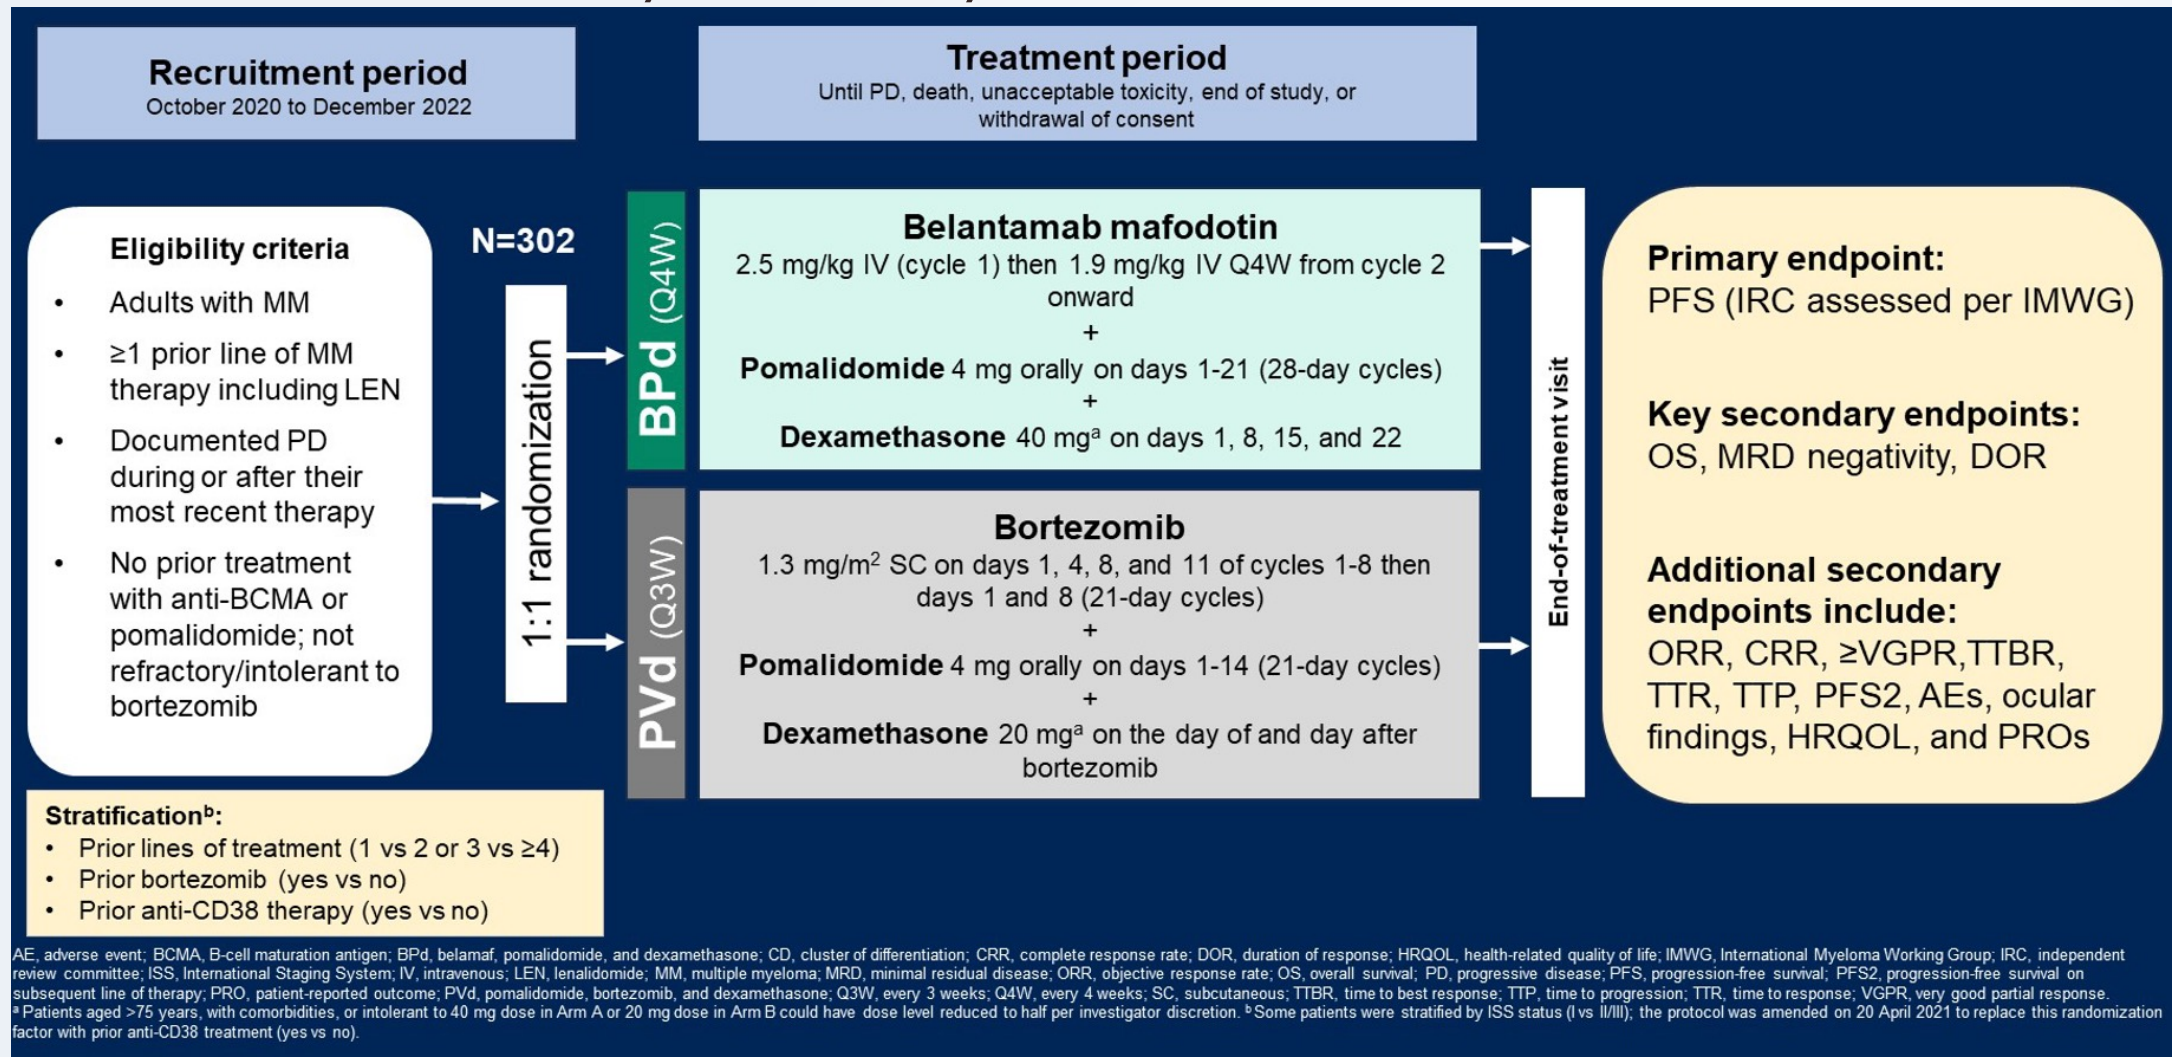 Recruitment period
October 2020 to December 2022
Treatment period
Until PD, death, unacceptable toxicity, end of study, or
withdrawal of consent
Eligibility criteria
• Adults with MM
• ≥1 prior line of MM
therapy including LEN
• Documented PD
during or after their
most recent therapy
• No prior treatment
with anti-BCMA or
pomalidomide; not
refractory/intolerant to
bortezomib
Stratificationᵇ:
• Prior lines of treatment (1 vs 2 or 3 vs ≥4)
• Prior bortezomib (yes vs no)
• Prior anti-CD38 therapy (yes vs no)
N=302
1:1 randomization
BPd (Q4W)
Belantamab mafodotin
2.5 mg/kg IV (cycle 1) then 1.9 mg/kg IV Q4W from cycle 2
onward
+
Pomalidomide 4 mg orally on days 1-21 (28-day cycles)
+
Dexamethasone 40 mgᵃ on days 1, 8, 15, and 22
PVd (Q3W)
Bortezomib
1.3 mg/m² SC on days 1, 4, 8, and 11 of cycles 1-8 then
days 1 and 8 (21-day cycles)
+
Pomalidomide 4 mg orally on days 1-14 (21-day cycles)
+
Dexamethasone 20 mgᵃ on the day of and day after
bortezomib
End-of-treatment visit
Primary endpoint:
PFS (IRC assessed per IMWG)
Key secondary endpoints:
OS, MRD negativity, DOR
Additional secondary
endpoints include:
ORR, CRR, ≥VGPR,TTBR,
TTR, TTP, PFS2, AEs, ocular
findings, HRQOL, and PROs
AE, adverse event; BCMA, B-cell maturation antigen; BPd, belamaf, pomalidomide, and dexamethasone; CD, cluster of differentiation; CRR, complete response rate; DOR, duration of response; HRQOL, health-related quality of life; IMWG, International Myeloma Working Group; IRC, independent
review committee; ISS, International Staging System; IV, intravenous; LEN, lenalidomide; MM, multiple myeloma; MRD, minimal residual disease; ORR, objective response rate; OS, overall survival; PD, progressive disease; PFS, progression-free survival; PFS2, progression-free survival on
subsequent line of therapy; PRO, patient-reported outcome; PVd, pomalidomide, bortezomib, and dexamethasone; Q3W, every 3 weeks; Q4W, every 4 weeks; SC, subcutaneous; TTBR, time to best response; TTP, time to progression; TTR, time to response; VGPR, very good partial response.
ᵃ Patients aged >75 years, with comorbidities, or intolerant to 40 mg dose in Arm A or 20 mg dose in Arm B could have dose level reduced to half per investigator discretion. ᵇ Some patients were stratified by ISS status (I vs II/III); the protocol was amended on 20 April 2021 to replace this randomization
factor with prior anti-CD38 treatment (yes vs no).